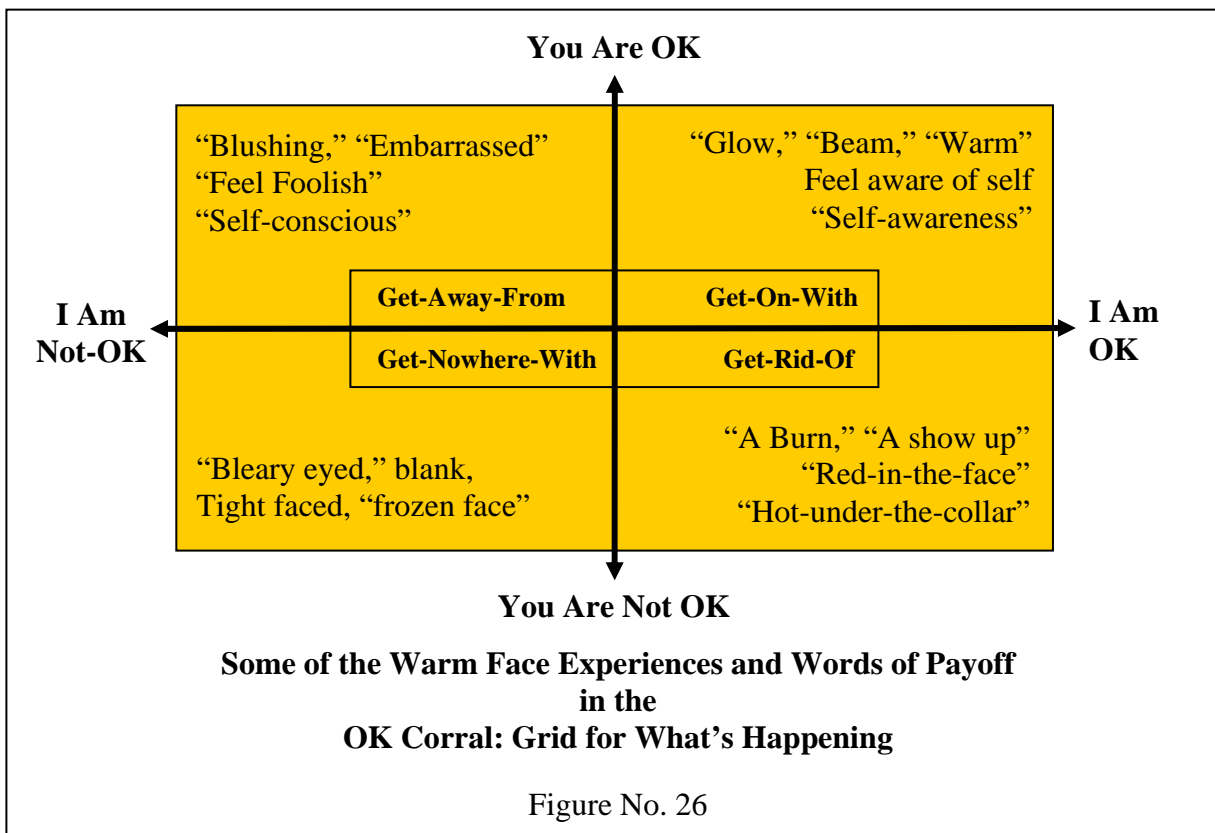 You Are OK
“Blushing,” “Embarrassed”
“Feel Foolish”
“Self-conscious”
“Glow,” “Beam,” “Warm”
Feel aware of self
“Self-awareness”
Get-Away-From
Get-On-With
I Am
Not-OK
I Am
OK
Get-Nowhere-With
Get-Rid-Of
“Bleary eyed,” blank,
Tight faced, “frozen face”
“A Burn,” “A show up”
“Red-in-the-face”
“Hot-under-the-collar”
You Are Not OK
Some of the Warm Face Experiences and Words of Payoff
in the
OK Corral: Grid for What’s Happening
Figure No. 26